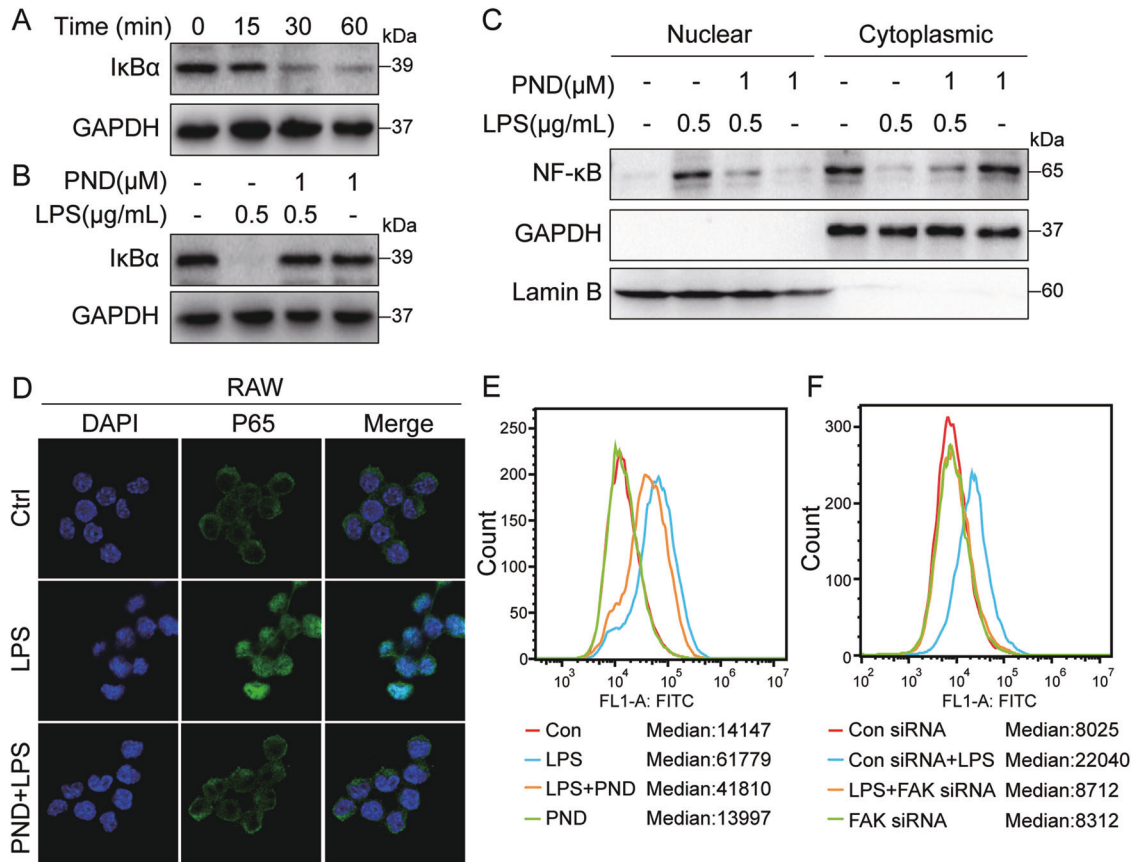 A
Time (min) 0 15 30 60
kDa
IκBα 39
GAPDH 37
B
PND(μM) - - 1 1
LPS(μg/mL) - 0.5 0.5 -
kDa
IκBα 39
GAPDH 37
C
Nuclear Cytoplasmic
PND(μM) - - 1 1 - - 1 1
LPS(μg/mL) - 0.5 0.5 - - 0.5 0.5 -
kDa
NF-κB 65
GAPDH 37
Lamin B 60
D
RAW
DAPI P65 Merge
Ctrl
LPS
PND+LPS
E
Count
250
200
150
100
50
0
10³ 10⁴ 10⁵ 10⁶ 10⁷
FL1-A: FITC
Con Median:14147
LPS Median:61779
LPS+PND Median:41810
PND Median:13997
F
Count
300
200
100
0
10² 10³ 10⁴ 10⁵ 10⁶ 10⁷
FL1-A: FITC
Con siRNA Median:8025
Con siRNA+LPS Median:22040
LPS+FAK siRNA Median:8712
FAK siRNA Median:8312